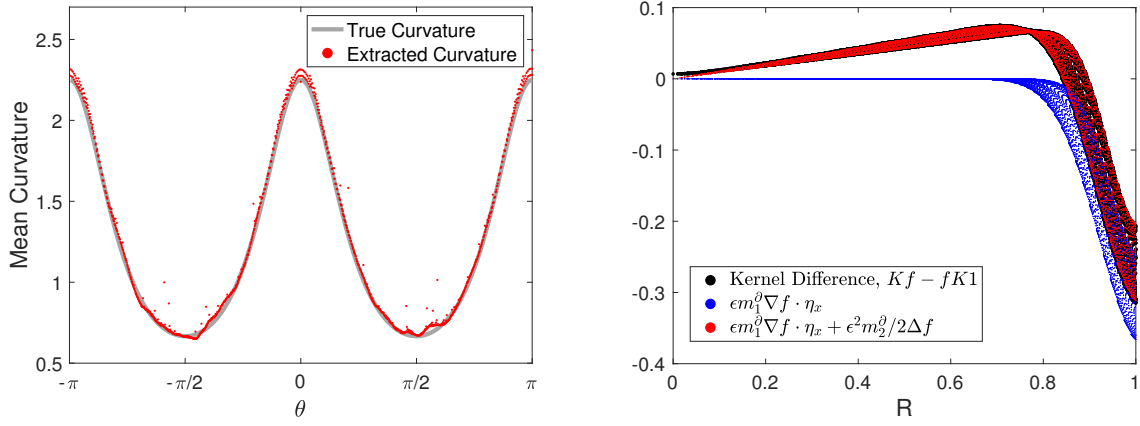 True Curvature
Extracted Curvature
2.5
2
1.5
1
0.5
Mean Curvature
-π
-π/2
0
π/2
π
θ
0.1
0
-0.1
-0.2
-0.3
-0.4
Kernel Difference, Kf − fK1
ϵm₁^∂∇f · η_x
ϵm₁^∂∇f · η_x + ϵ²m₂^∂/2Δf
0
0.2
0.4
0.6
0.8
1
R